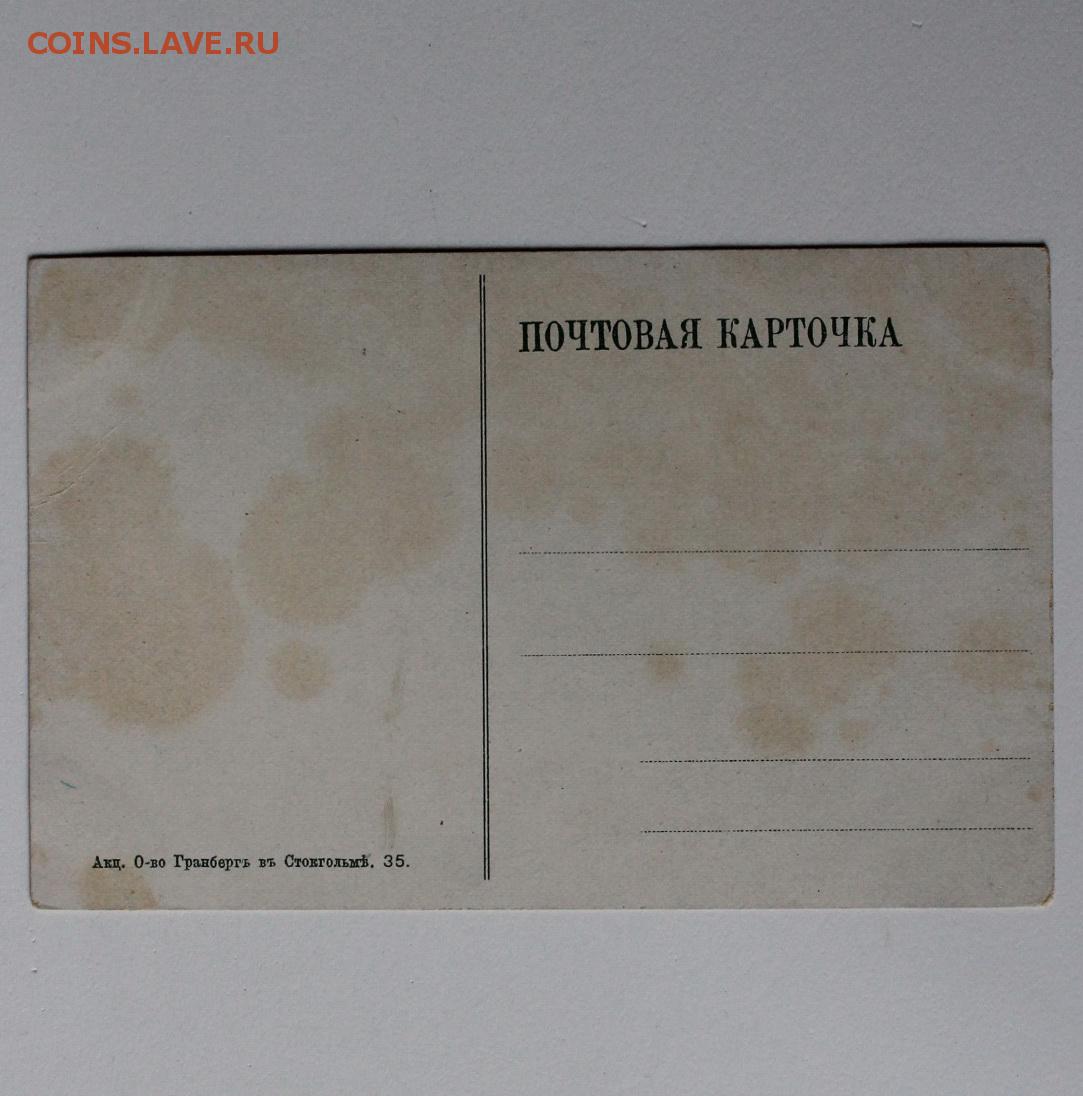 COINS.LAVE.RU
ПОЧТОВАЯ КАРТОЧКА
Акц. О-во Гранбергъ въ Стокгольмѣ. 35.